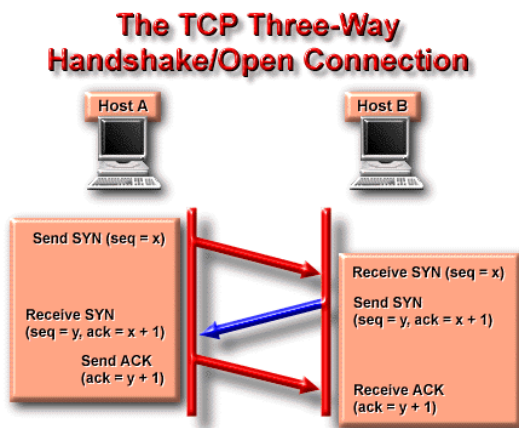 The TCP Three-Way
Handshake/Open Connection
Host A
Host B
Send SYN (seq = x)
Receive SYN
(seq = y, ack = x + 1)
Send ACK
(ack = y + 1)
Receive SYN (seq = x)
Send SYN
(seq = y, ack = x + 1)
Receive ACK
(ack = y + 1)